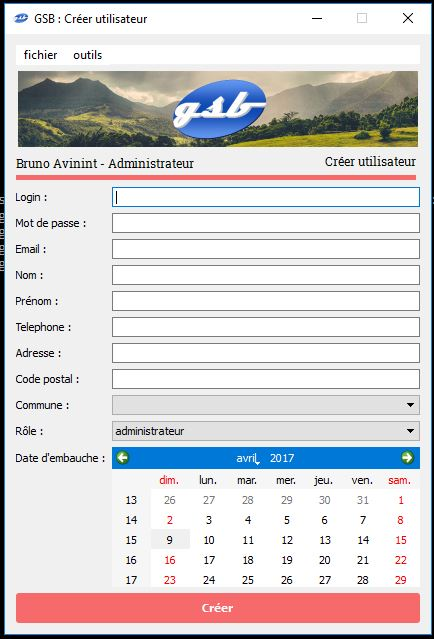 GSB : Créer utilisateur
fichier outils
gsb
Bruno Avinint - Administrateur Créer utilisateur
Login :
Mot de passe :
Email :
Nom :
Prénom :
Telephone :
Adresse :
Code postal :
Commune :
Rôle : administrateur
Date d'embauche : avril, 2017
dim. lun. mar. mer. jeu. ven. sam.
13 26 27 28 29 30 31 1
14 2 3 4 5 6 7 8
15 9 10 11 12 13 14 15
16 16 17 18 19 20 21 22
17 23 24 25 26 27 28 29
Créer